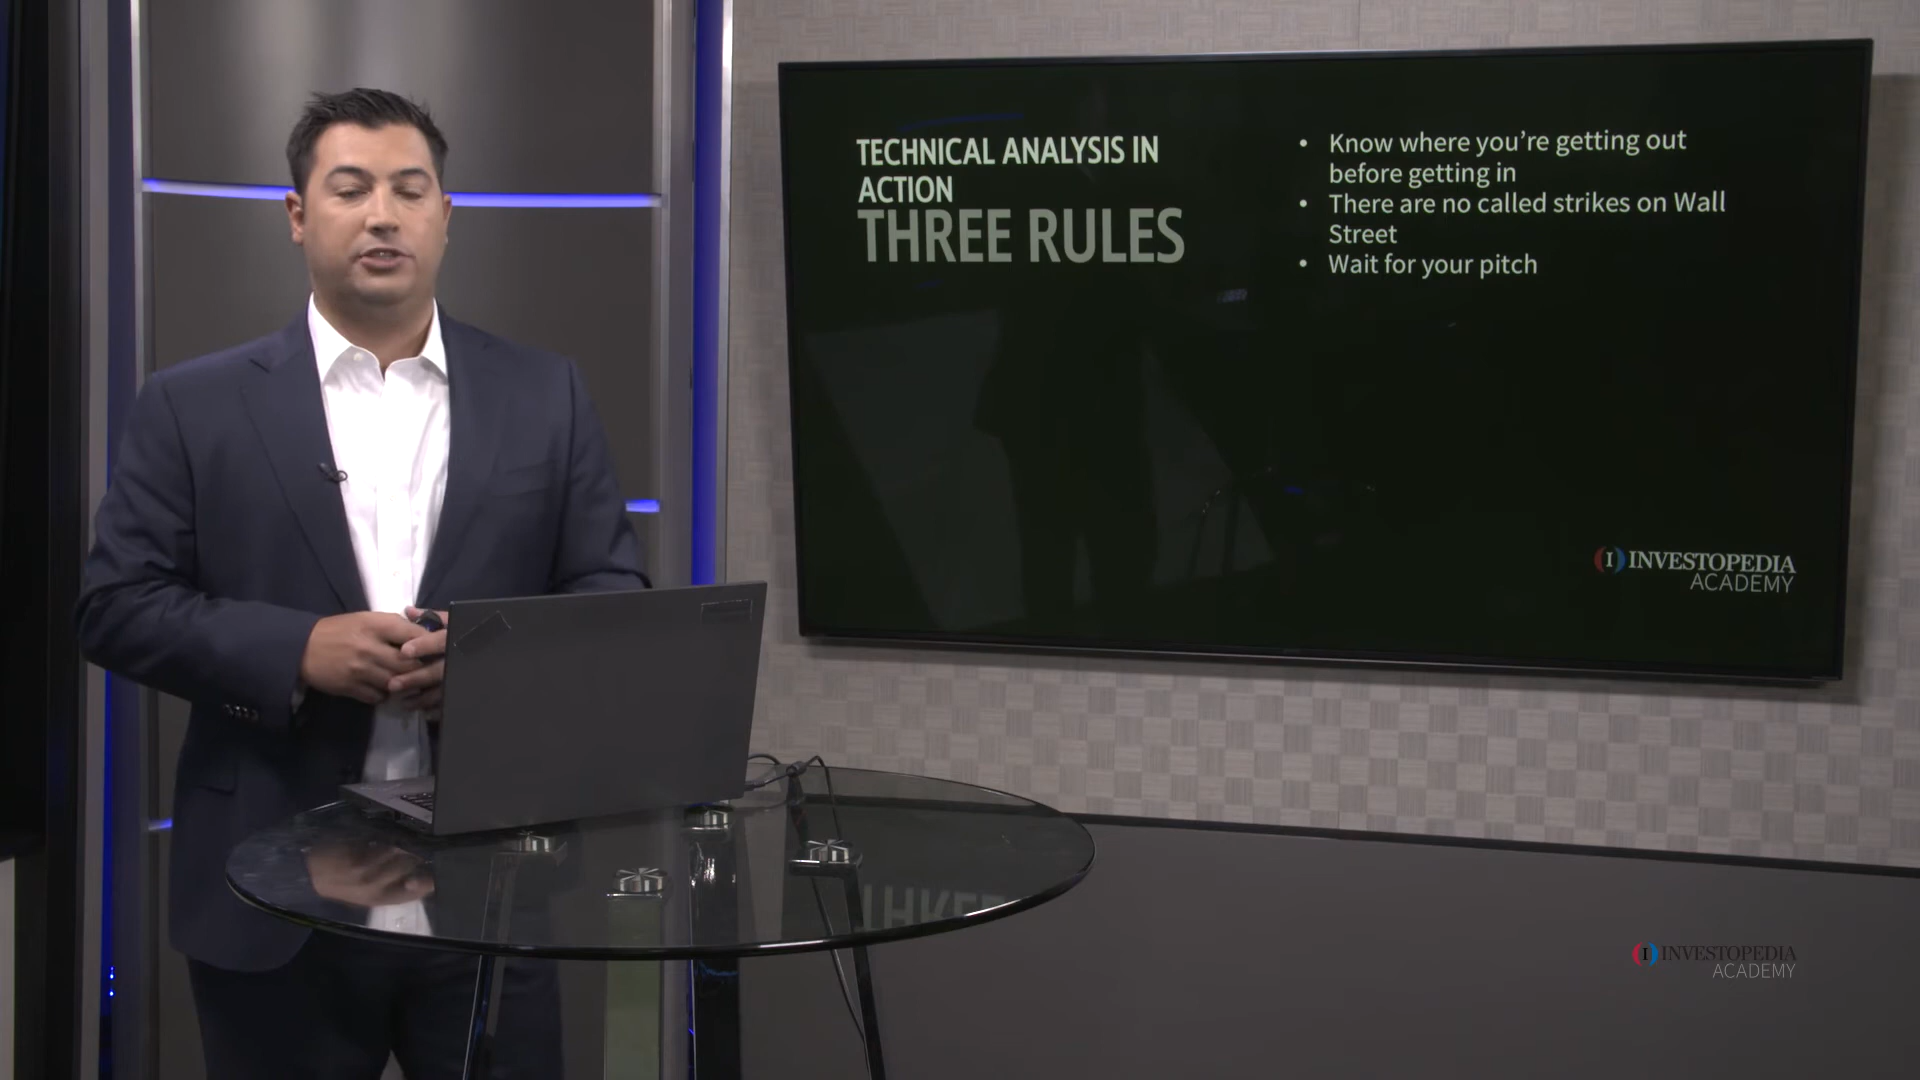 TECHNICAL ANALYSIS IN
ACTION
THREE RULES
• Know where you’re getting out
before getting in
• There are no called strikes on Wall
Street
• Wait for your pitch
INVESTOPEDIA
ACADEMY
INVESTOPEDIA
ACADEMY